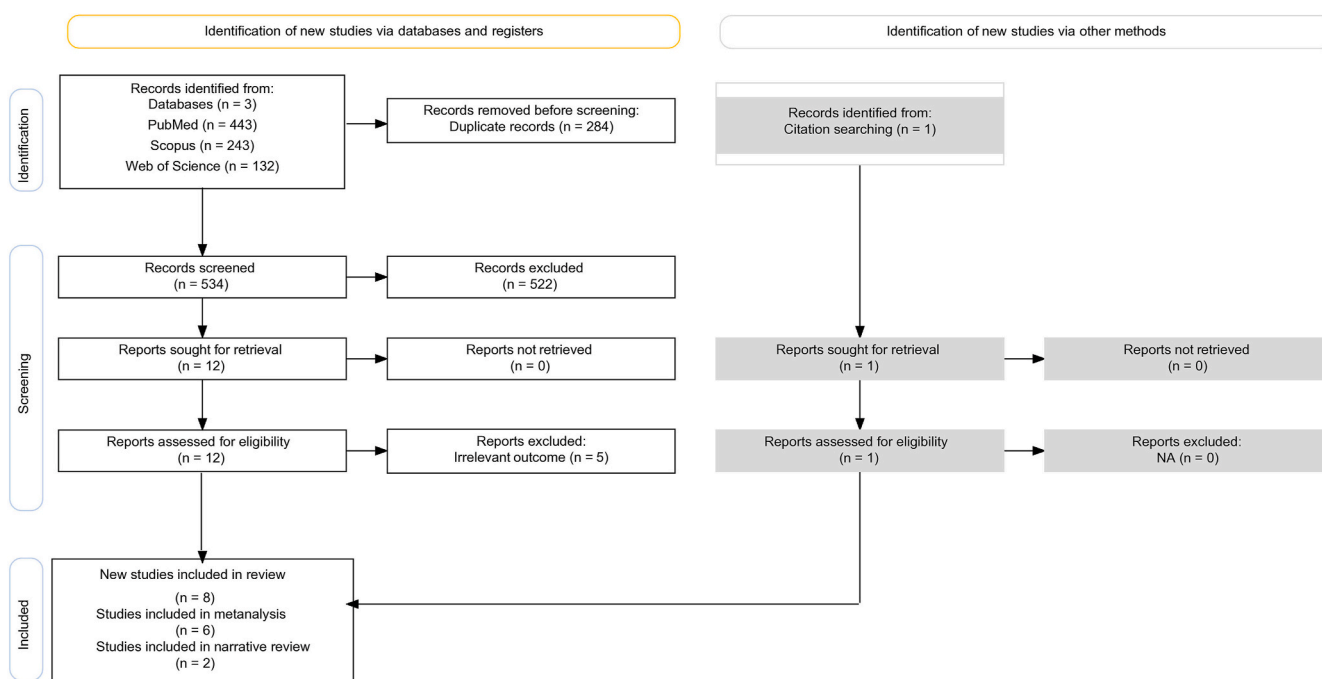 Identification of new studies via databases and registers
Identification of new studies via other methods
Identification
Records identified from:
Databases (n = 3)
PubMed (n = 443)
Scopus (n = 243)
Web of Science (n = 132)
Records removed before screening:
Duplicate records (n = 284)
Records identified from:
Citation searching (n = 1)
Screening
Records screened
(n = 534)
Records excluded
(n = 522)
Reports sought for retrieval
(n = 12)
Reports not retrieved
(n = 0)
Reports sought for retrieval
(n = 1)
Reports not retrieved
(n = 0)
Reports assessed for eligibility
(n = 12)
Reports excluded:
Irrelevant outcome (n = 5)
Reports assessed for eligibility
(n = 1)
Reports excluded:
NA (n = 0)
Included
New studies included in review
(n = 8)
Studies included in metanalysis
(n = 6)
Studies included in narrative review
(n = 2)